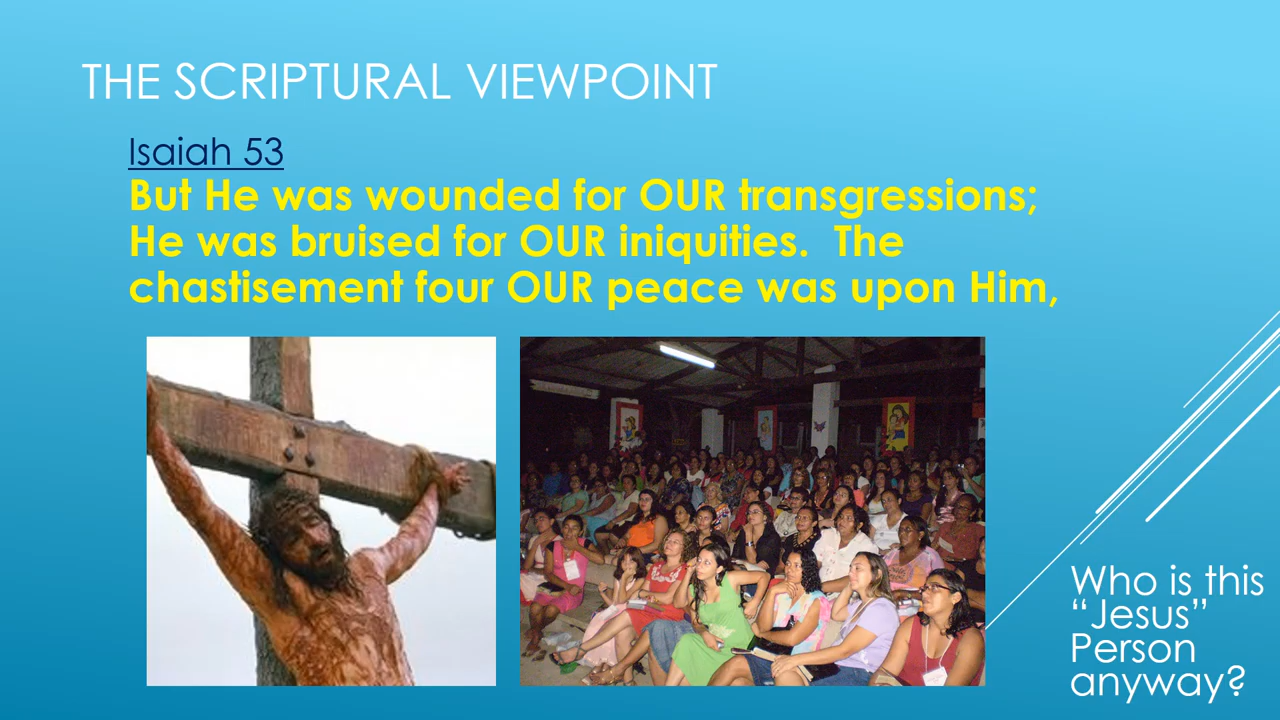 THE SCRIPTURAL VIEWPOINT
Isaiah 53
But He was wounded for OUR transgressions;
He was bruised for OUR iniquities.  The
chastisement four OUR peace was upon Him,
Who is this
“Jesus”
Person
anyway?